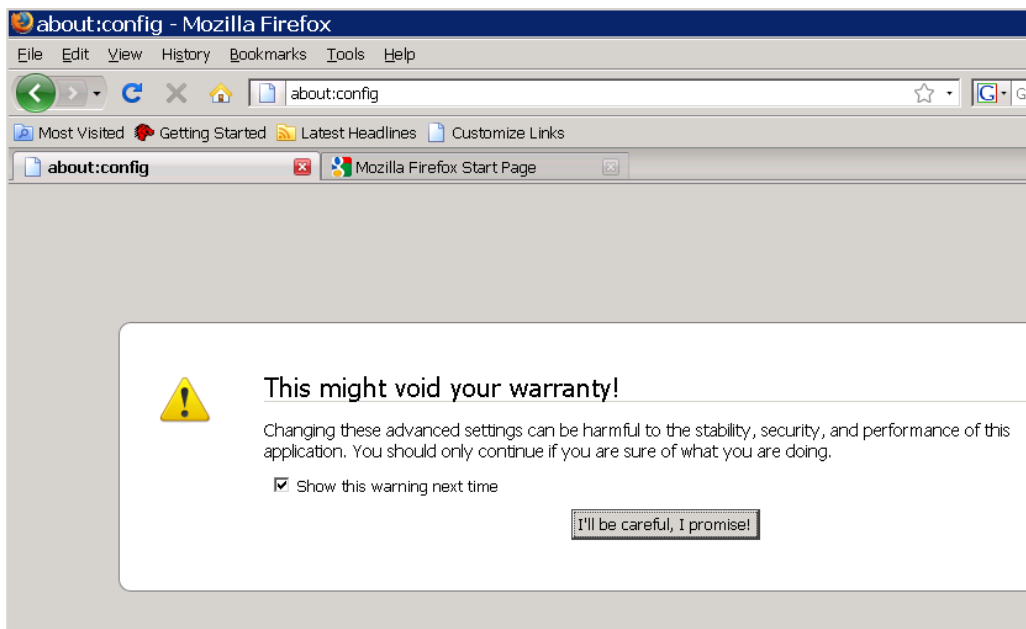 about:config - Mozilla Firefox
File Edit View History Bookmarks Tools Help
about:config G
Most Visited Getting Started Latest Headlines Customize Links
about:config Mozilla Firefox Start Page
This might void your warranty!
Changing these advanced settings can be harmful to the stability, security, and performance of this
application. You should only continue if you are sure of what you are doing.
Show this warning next time
I'll be careful, I promise!